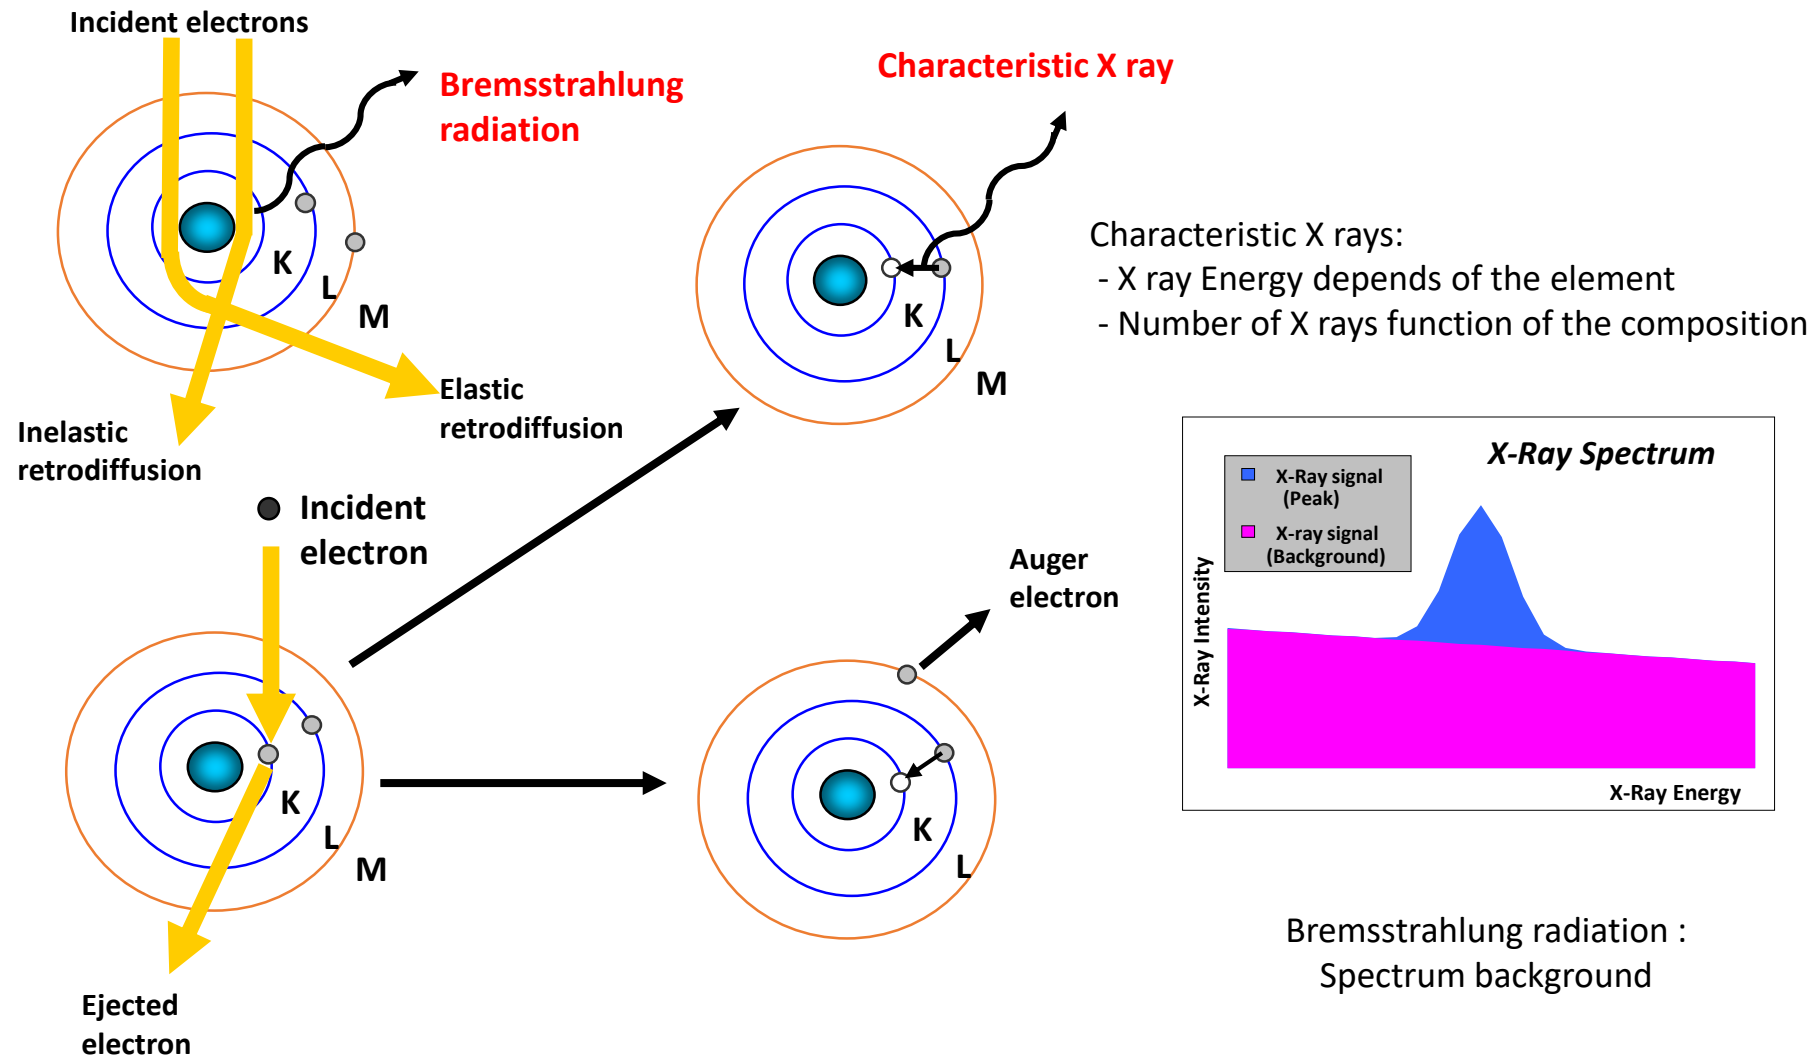 Incident electrons
Bremsstrahlung
radiation
K
L
M
Elastic
retrodiffusion
Inelastic
retrodiffusion
Characteristic X ray
K
L
M
Characteristic X rays:
- X ray Energy depends of the element
- Number of X rays function of the composition
Incident
electron
K
L
M
Ejected
electron
Auger
electron
K
L
X-Ray Spectrum
X-Ray signal
(Peak)
X-ray signal
(Background)
X-Ray Intensity
X-Ray Energy
Bremsstrahlung radiation :
Spectrum background